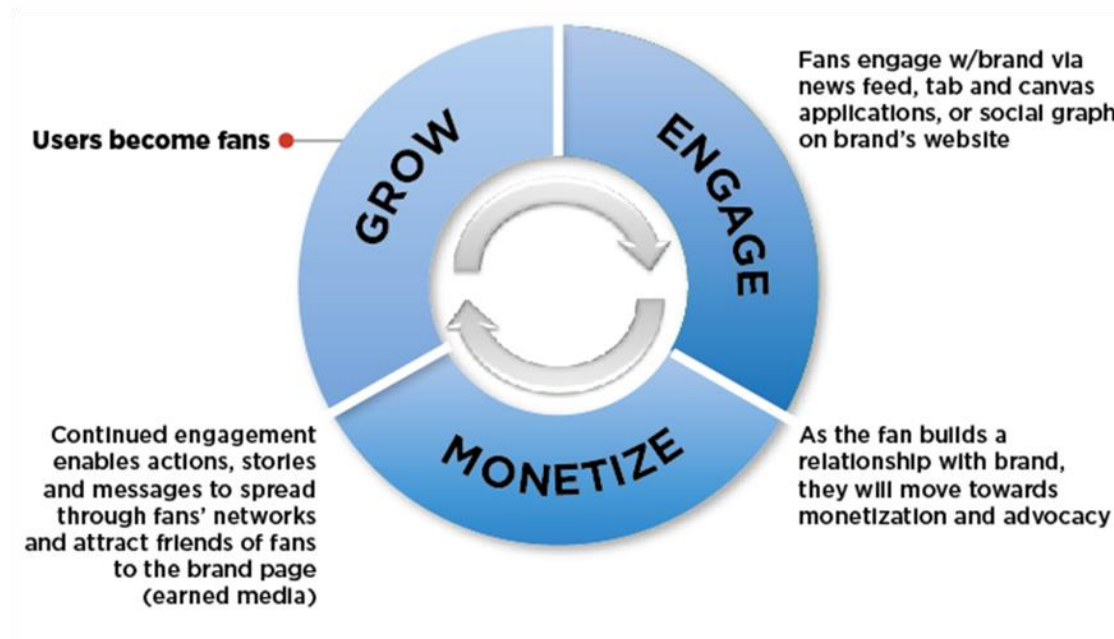 Users become fans
GROW
ENGAGE
MONETIZE
Fans engage w/brand via
news feed, tab and canvas
applications, or social graph
on brand's website
As the fan builds a
relationship with brand,
they will move towards
monetization and advocacy
Continued engagement
enables actions, stories
and messages to spread
through fans' networks
and attract friends of fans
to the brand page
(earned media)